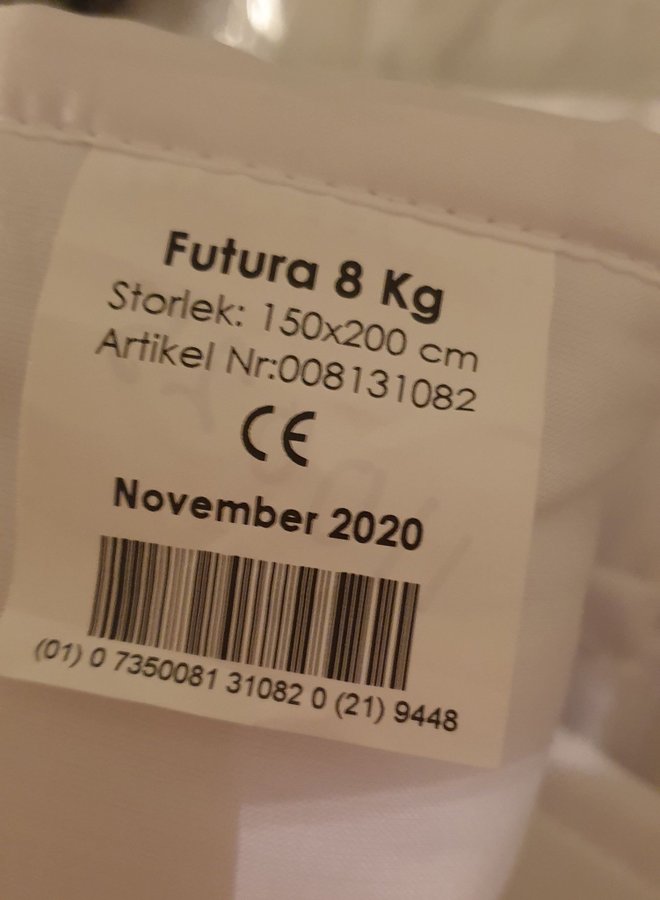 Futura 8 Kg
Storlek: 150x200 cm
Artikel Nr:008131082
CE
November 2020
(01) 0 7350081 31082 0 (21) 9448